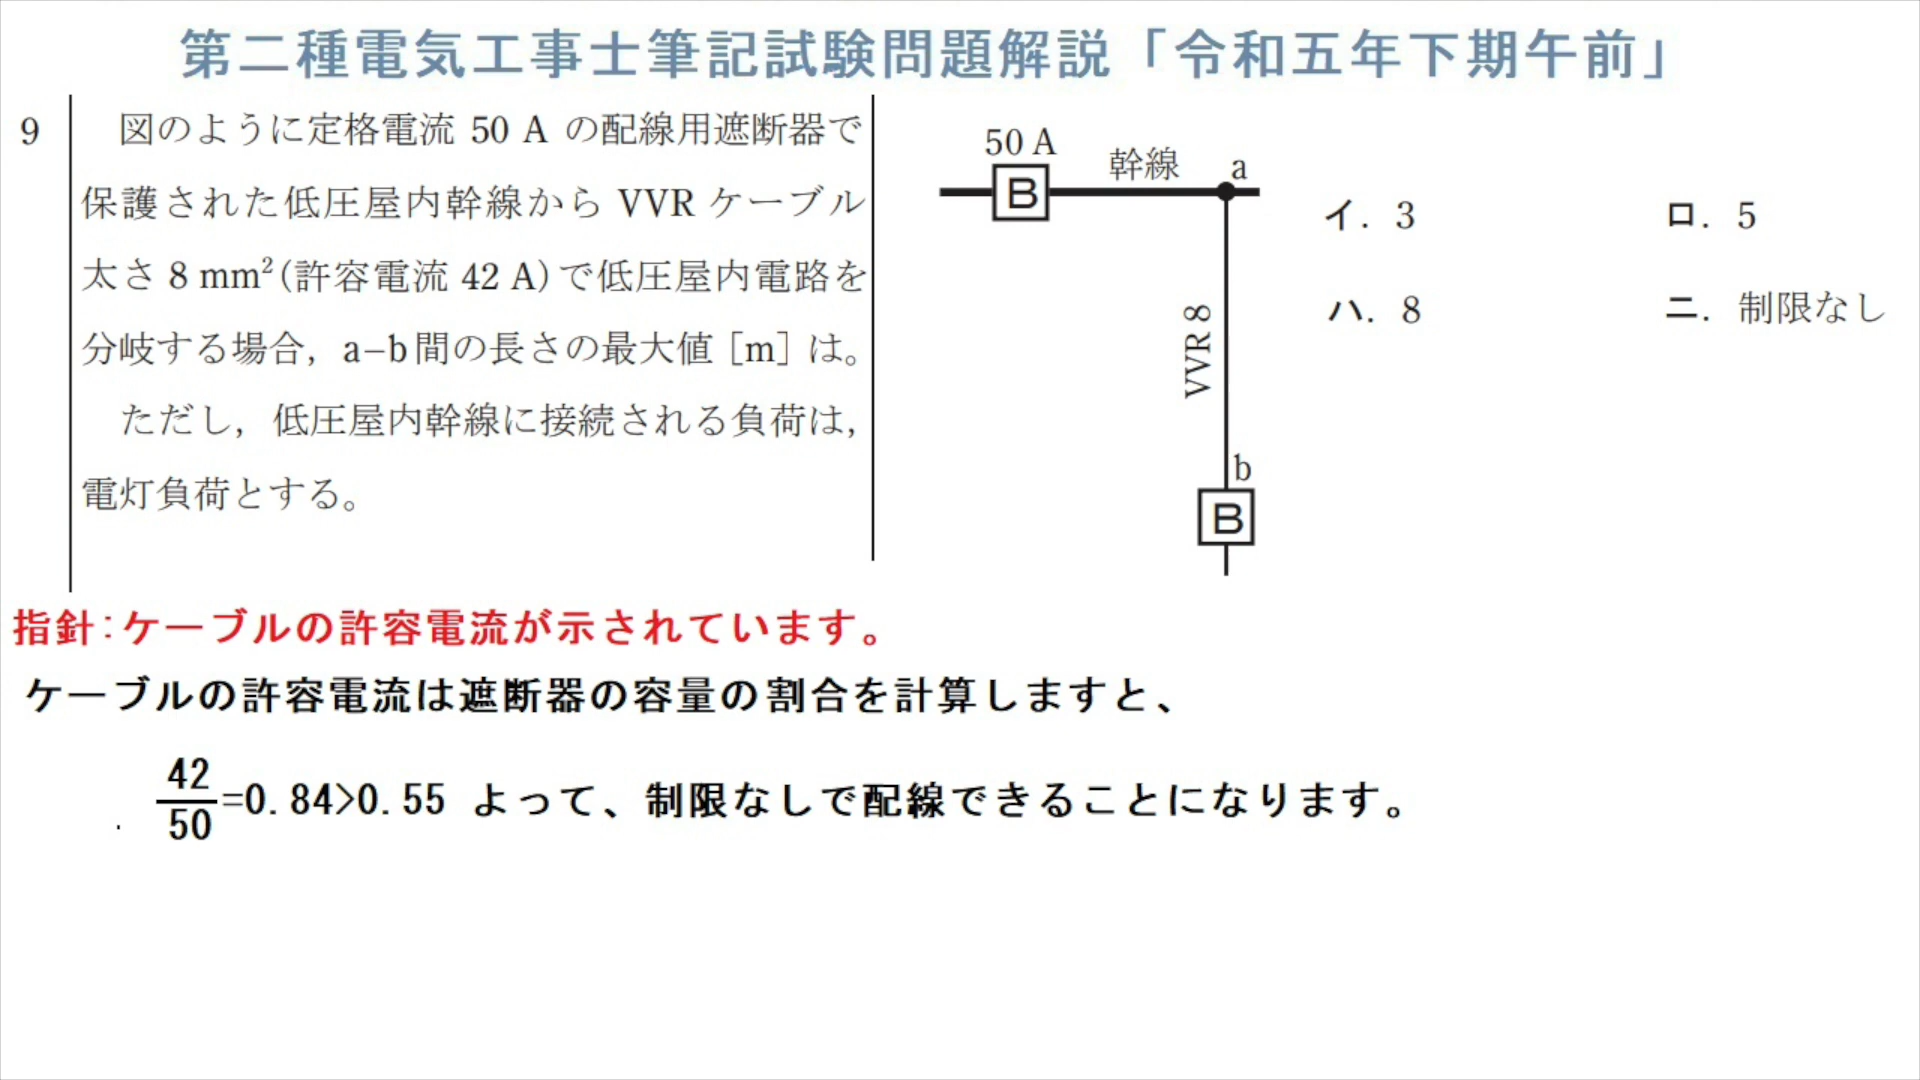 第二種電気工事士筆記試験問題解説「令和五年下期午前」
9
図のように定格電流 50 A の配線用遮断器で
保護された低圧屋内幹線から VVR ケーブル
太さ 8 mm²(許容電流 42 A)で低圧屋内電路を
分岐する場合，a−b 間の長さの最大値［m］は。
ただし，低圧屋内幹線に接続される負荷は，
電灯負荷とする。
50 A
B
幹線
a
VVR 8
b
B
イ．3
ロ．5
ハ．8
ニ．制限なし
指針:ケーブルの許容電流が示されています。
ケーブルの許容電流は遮断器の容量の割合を計算しますと、
42
50
=0.84>0.55 よって、制限なしで配線できることになります。